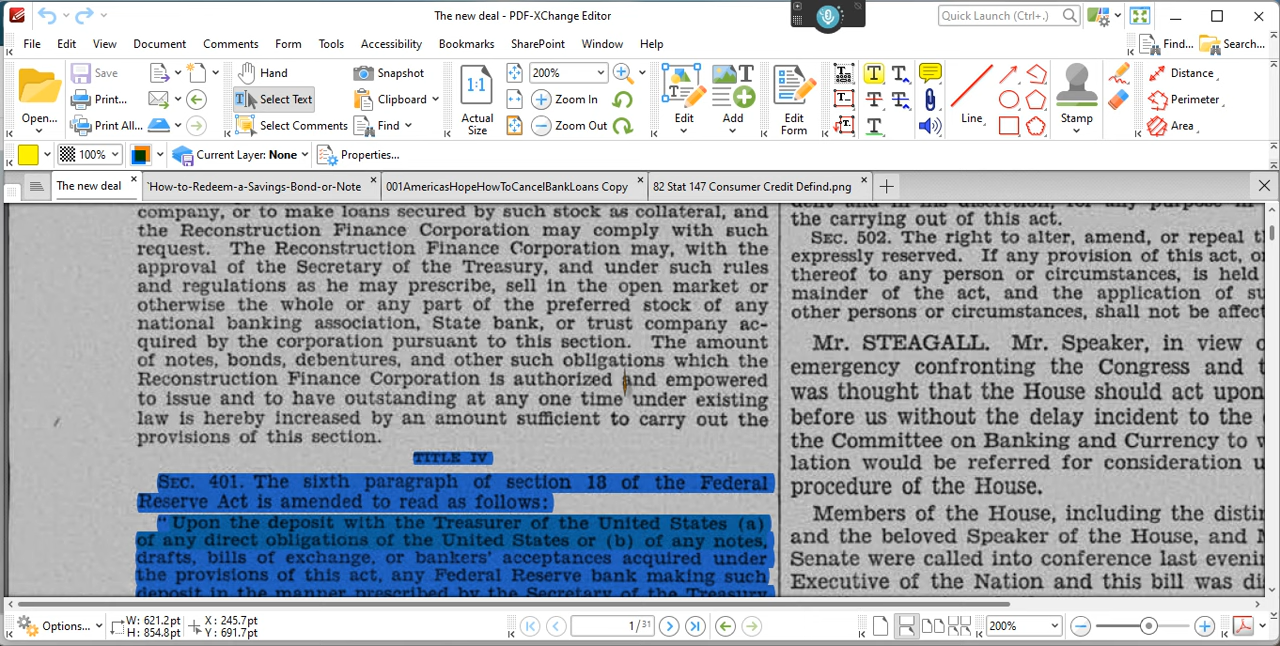 The new deal - PDF-XChange Editor
Quick Launch (Ctrl+.)
File Edit View Document Comments Form Tools Accessibility Bookmarks SharePoint Window Help
Find... Search...
Open...
Save
Print...
Print All...
Hand
Select Text
Select Comments
Snapshot
Clipboard
Find
1:1
Actual Size
200%
Zoom In
Zoom Out
Edit
Add
Edit Form
Line
Stamp
Distance
Perimeter
Area
100%
Current Layer: None
Properties...
The new deal
`How-to-Redeem-a-Savings-Bond-or-Note
001AmericasHopeHowToCancelBankLoans Copy
82 Stat 147 Consumer Credit Defind.png
company, or to make loans secured by such stock as collateral, and
the Reconstruction Finance Corporation may comply with such
request. The Reconstruction Finance Corporation may, with the
approval of the Secretary of the Treasury, and under such rules
and regulations as he may prescribe, sell in the open market or
otherwise the whole or any part of the preferred stock of any
national banking association, State bank, or trust company ac-
quired by the corporation pursuant to this section. The amount
of notes, bonds, debentures, and other such obligations which the
Reconstruction Finance Corporation is authorized and empowered
to issue and to have outstanding at any one time under existing
law is hereby increased by an amount sufficient to carry out the
provisions of this section.
TITLE IV
SEC. 401. The sixth paragraph of section 18 of the Federal
Reserve Act is amended to read as follows:
"Upon the deposit with the Treasurer of the United States (a)
of any direct obligations of the United States or (b) of any notes,
drafts, bills of exchange, or bankers' acceptances acquired under
the provisions of this act, any Federal Reserve bank making such
deposit in the manner prescribed by the Secretary of the Treasury
the carrying out of this act.
SEC. 502. The right to alter, amend, or repeal
expressly reserved. If any provision of this act,
thereof to any person or circumstances, is held
mainder of the act, and the application of
other persons or circumstances, shall not be
Mr. STEAGALL. Mr. Speaker, in view
emergency confronting the Congress and
was thought that the House should act upon
before us without the delay incident to the
the Committee on Banking and Currency to
lation would be referred for consideration
procedure of the House.
Members of the House, including the
and the beloved Speaker of the House, and
Senate were called into conference last
Executive of the Nation and this bill was
Options...
W: 621.2pt
H: 854.8pt
X: 245.7pt
Y: 691.7pt
1/31
200%